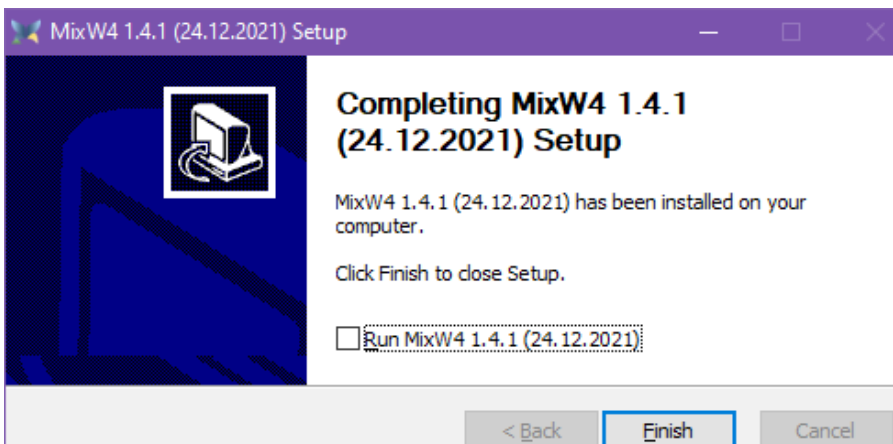 MixW4 1.4.1 (24.12.2021) Setup
Completing MixW4 1.4.1
(24.12.2021) Setup
MixW4 1.4.1 (24.12.2021) has been installed on your
computer.
Click Finish to close Setup.
Run MixW4 1.4.1 (24.12.2021)
< Back
Finish
Cancel